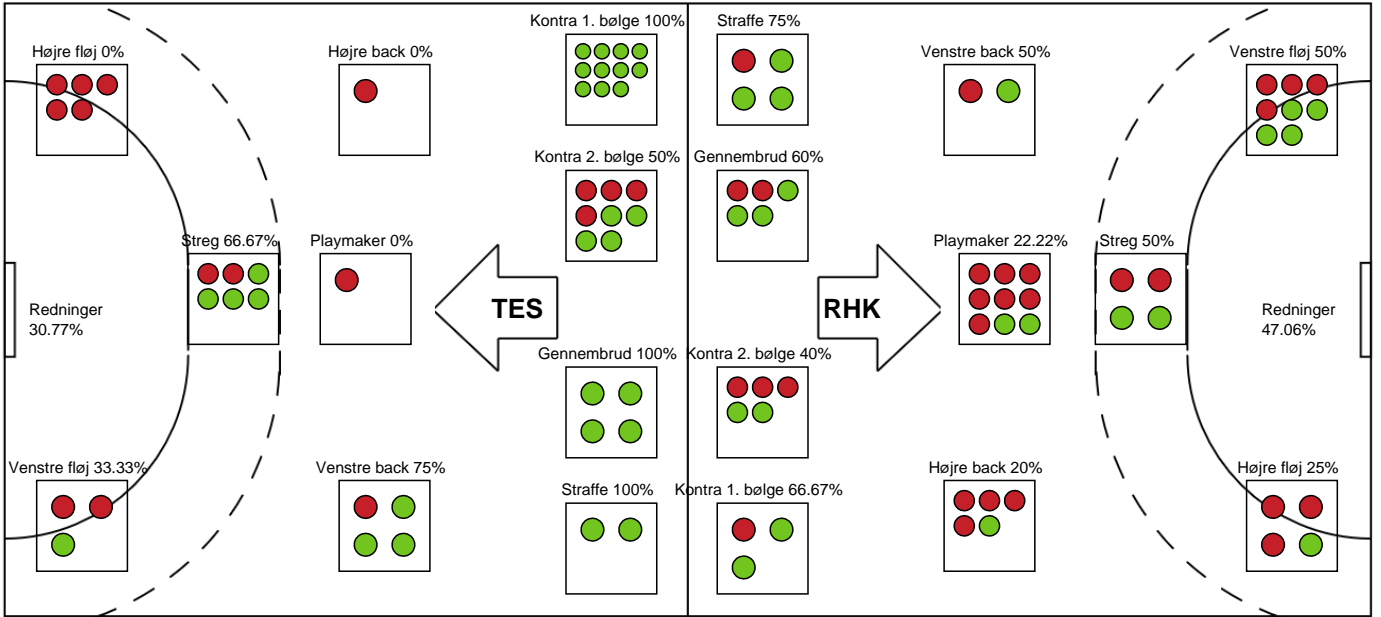 Kontra 1. bølge 100%
Straffe 75%
Højre fløj 0%
Højre back 0%
Venstre back 50%
Venstre fløj 50%
Kontra 2. bølge 50%
Gennembrud 60%
Streg 66.67%
Playmaker 0%
Playmaker 22.22%
Streg 50%
Redninger
30.77%
TES
RHK
Redninger
47.06%
Gennembrud 100%
Kontra 2. bølge 40%
Venstre fløj 33.33%
Venstre back 75%
Straffe 100%
Kontra 1. bølge 66.67%
Højre back 20%
Højre fløj 25%